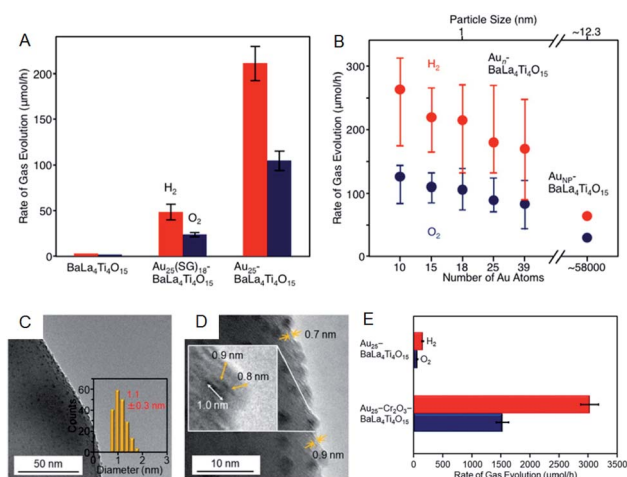 A
Rate of Gas Evolution (μmol/h)
200
150
100
50
0
H2
O2
BaLa4Ti4O15
Au25(SG)18-
BaLa4Ti4O15
Au25-
BaLa4Ti4O15
B
Particle Size (nm)
1
~12.3
Rate of Gas Evolution (μmol/h)
300
200
100
0
H2
O2
Aun-
BaLa4Ti4O15
AuNP-
BaLa4Ti4O15
10
15
18
25
39
~58000
Number of Au Atoms
C
50 nm
Counts
60
40
20
0
1.1
±0.3 nm
0
1
2
3
Diameter (nm)
D
0.7 nm
0.9 nm
0.8 nm
1.0 nm
0.9 nm
10 nm
E
Au25–
BaLa4Ti4O15
H2
O2
Au25–Cr2O3–
BaLa4Ti4O15
0
500
1000
1500
2000
2500
3000
3500
Rate of Gas Evolution (μmol/h)